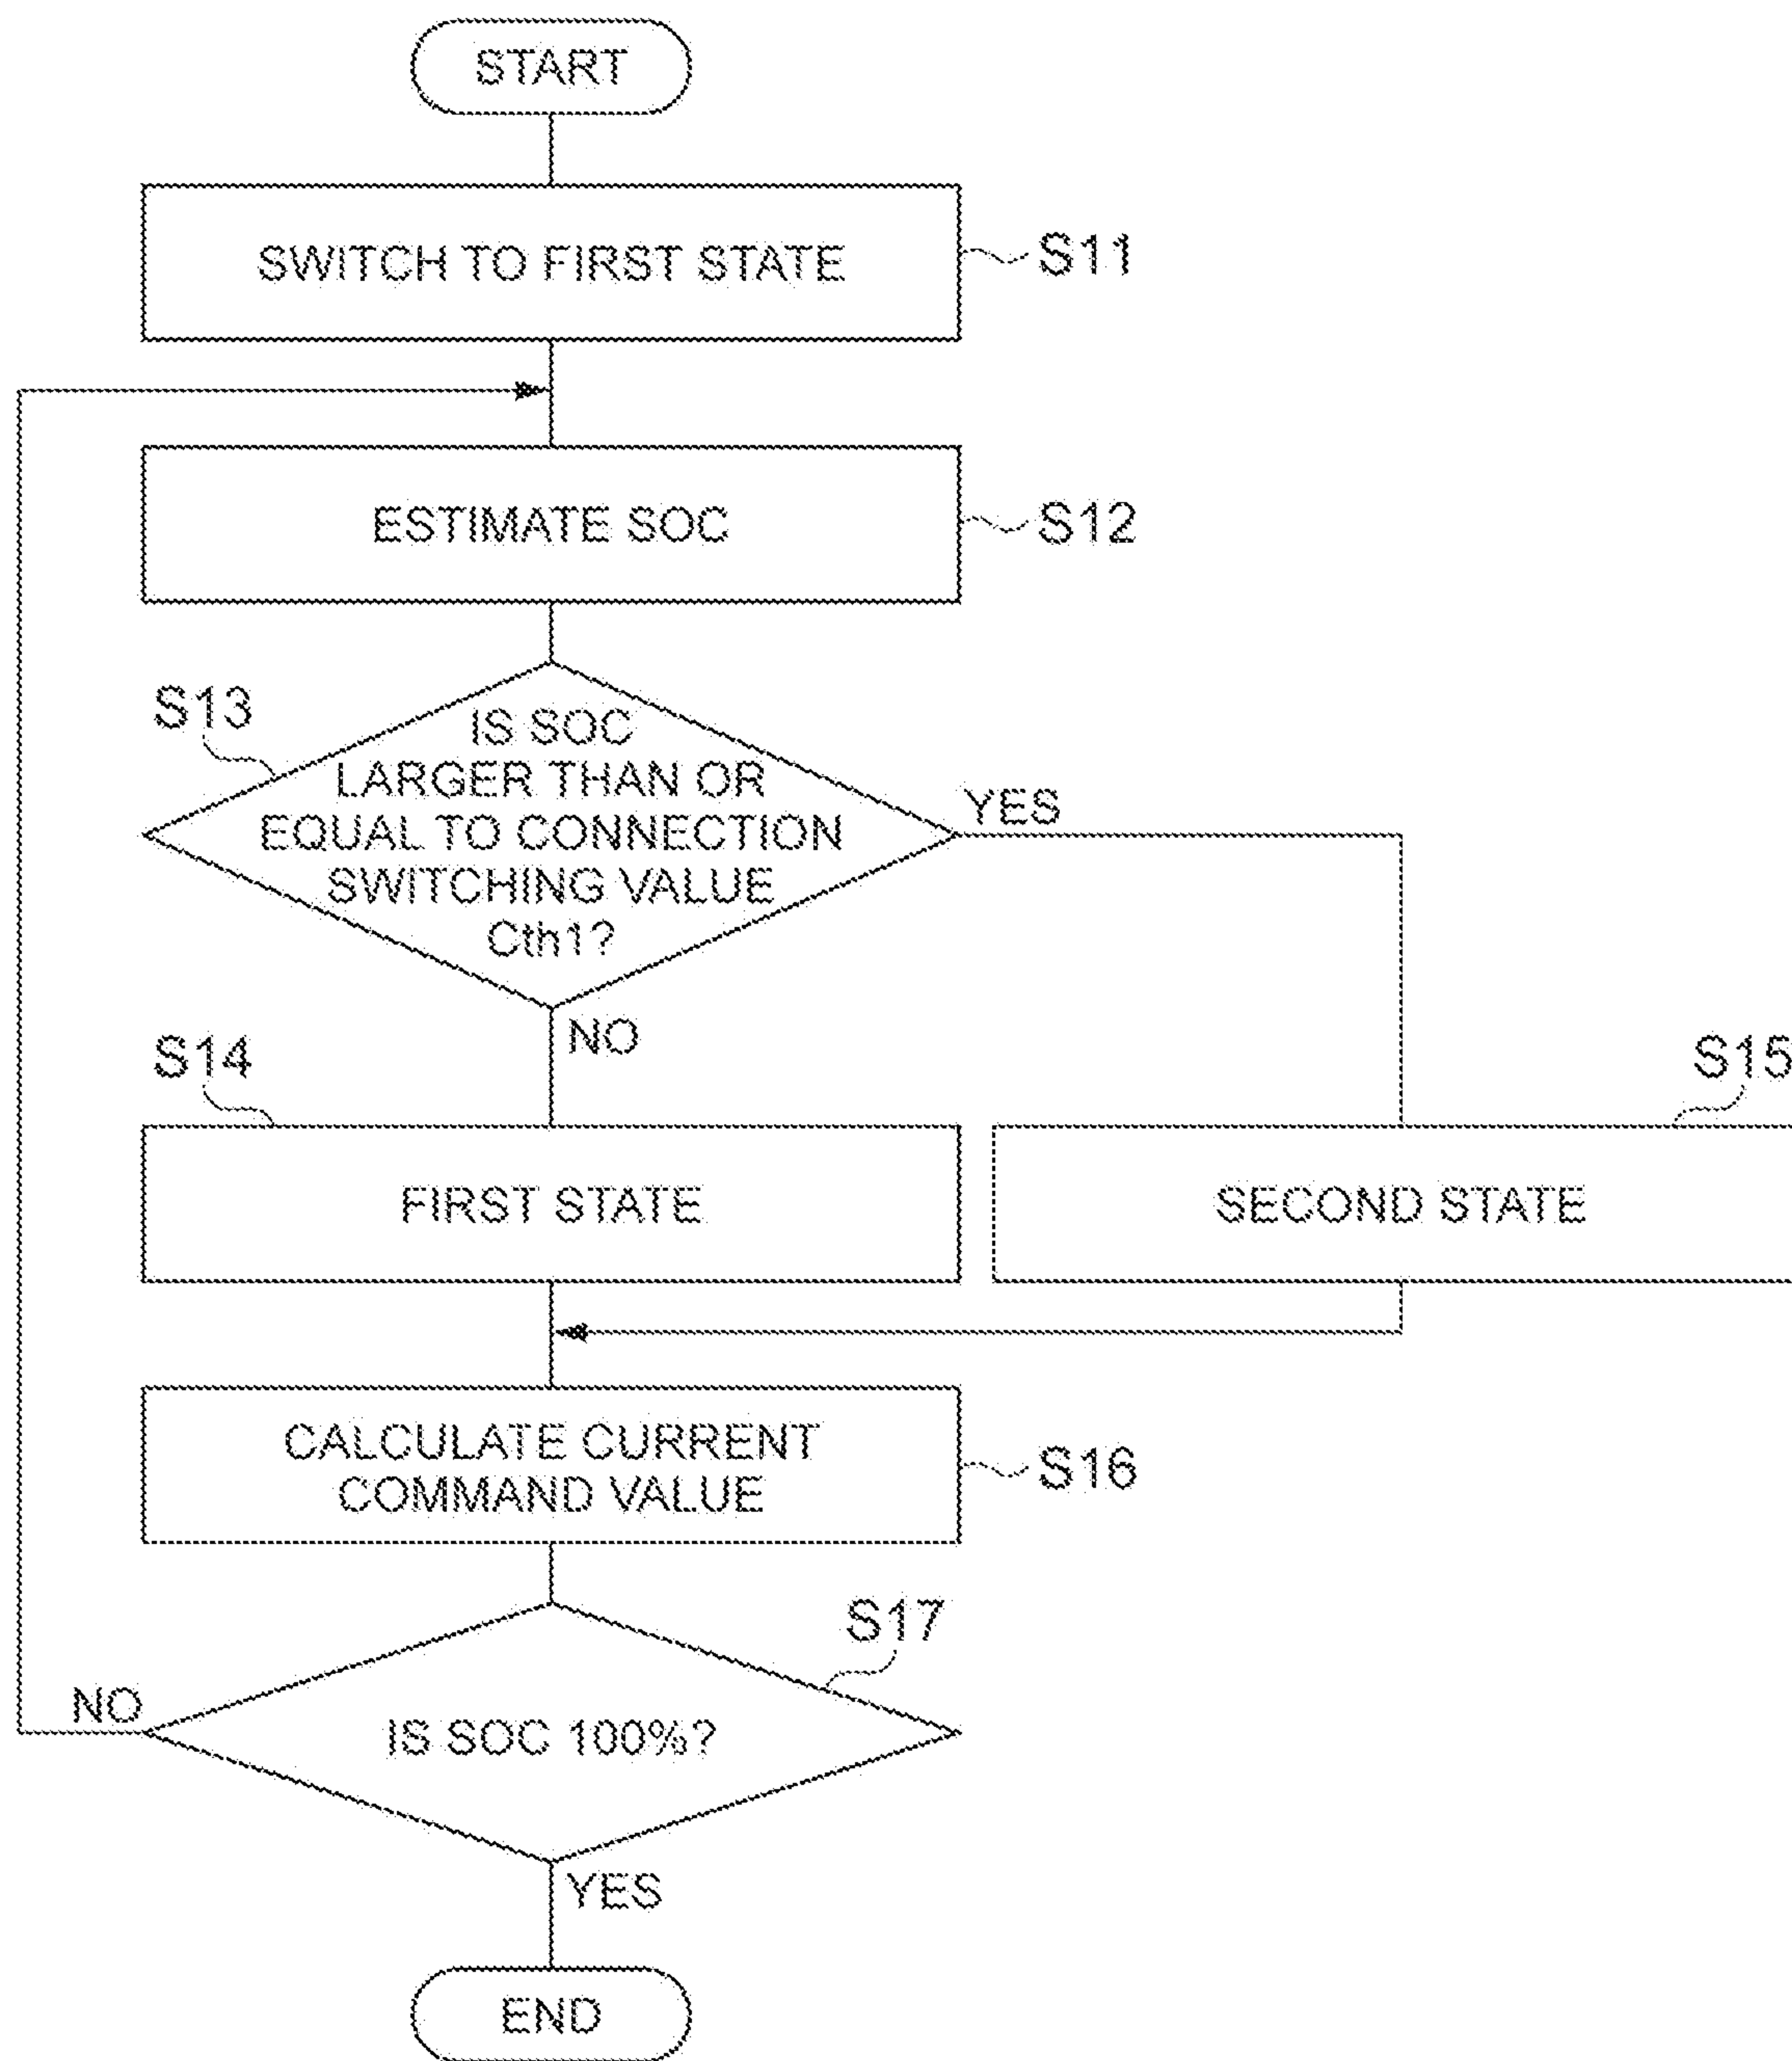 START
SWITCH TO FIRST STATE
S11
ESTIMATE SOC
S12
S13
IS SOC
LARGER THAN OR
EQUAL TO CONNECTION
SWITCHING VALUE
Cth1?
YES
NO
S14
S15
FIRST STATE
SECOND STATE
CALCULATE CURRENT
COMMAND VALUE
S16
S17
NO
IS SOC 100%?
YES
END